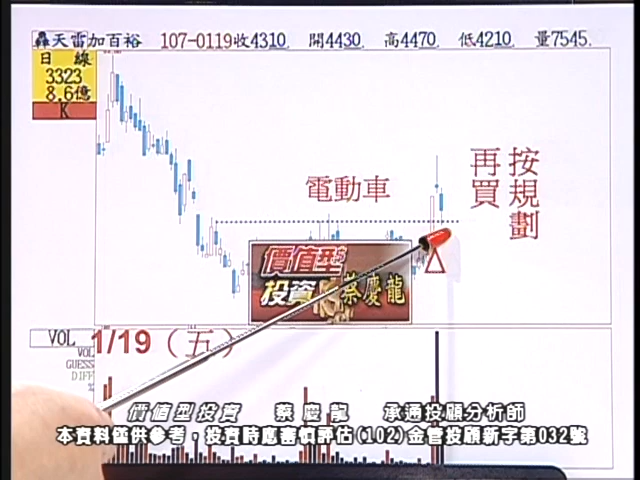 轟天雷加百裕 107-0119收4310. 開4430. 高4470. 低4210. 量7545.
日 線
3323
8.6億
K
按規劃
再買
電動車
價值型$
投資 蔡慶龍
VOL 1/19(五)
VOL
GUESS
DIFF
%
價值型投資 蔡慶龍 承通投顧分析師
本資料僅供參考,投資時應審慎評估(102)金管投顧新字第032號